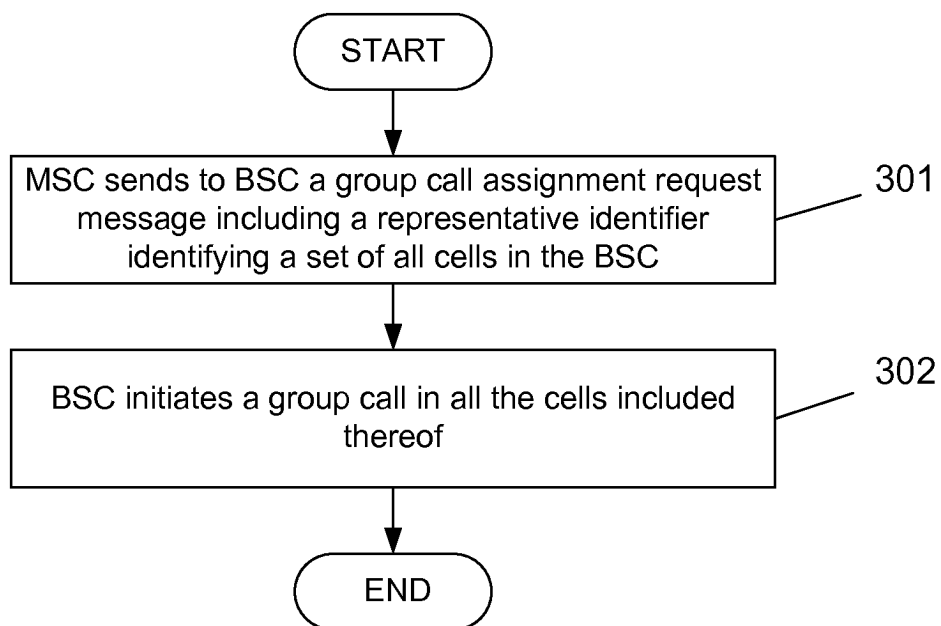 START
MSC sends to BSC a group call assignment request
message including a representative identifier
identifying a set of all cells in the BSC
301
BSC initiates a group call in all the cells included
thereof
302
END